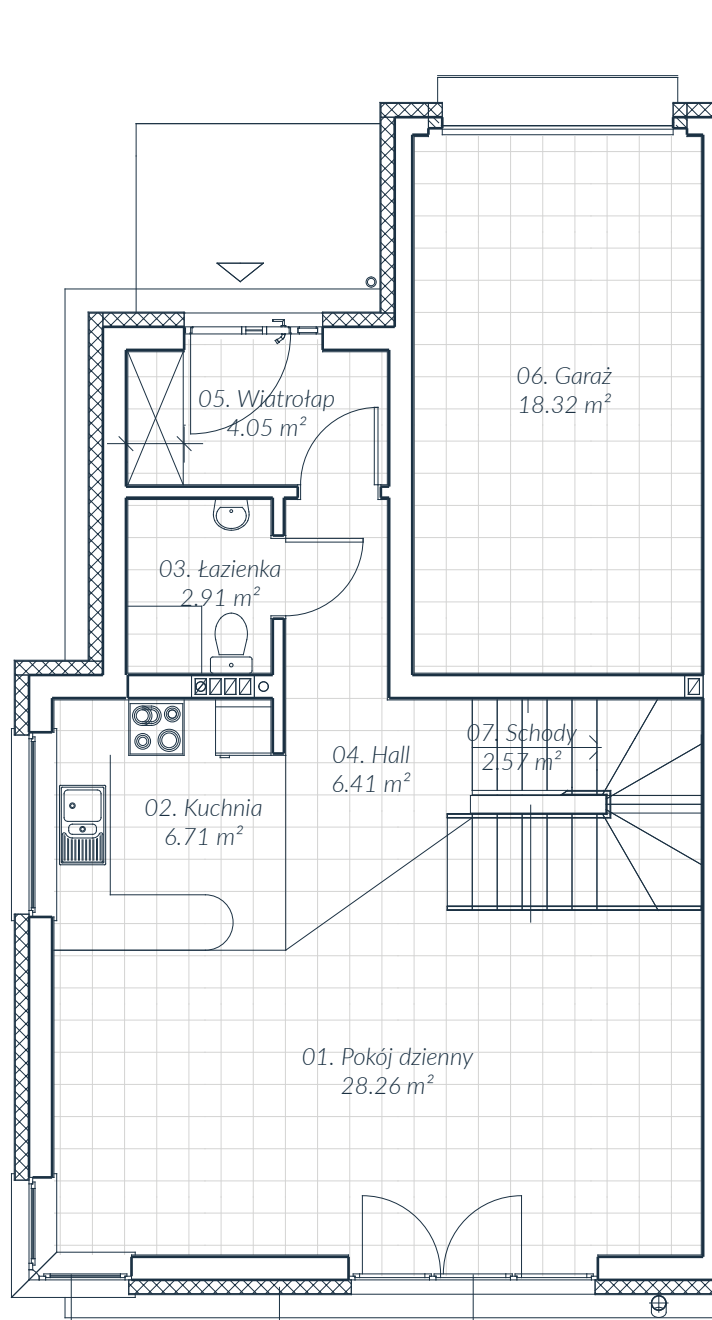 06. Garaż
18.32 m²
05. Wiatrołap
4.05 m²
03. Łazienka
2.91 m²
07. Schody
2.57 m²
04. Hall
6.41 m²
02. Kuchnia
6.71 m²
01. Pokój dzienny
28.26 m²